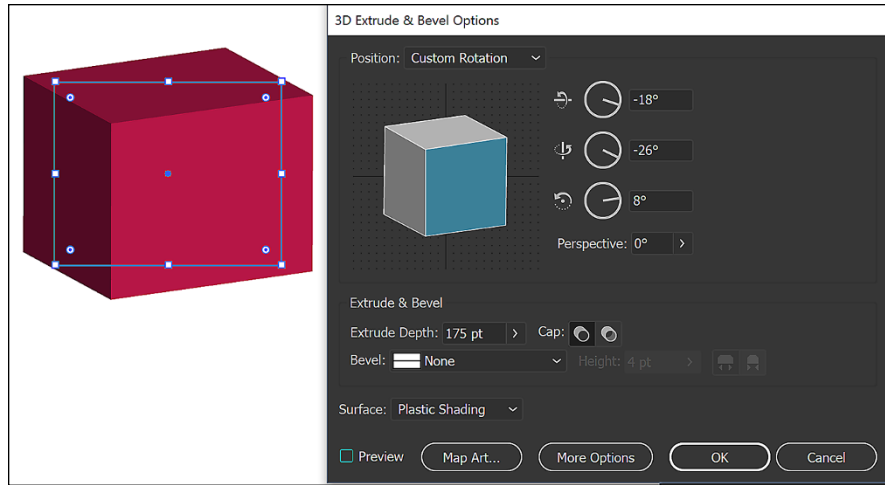 3D Extrude & Bevel Options
Position: Custom Rotation
-18°
-26°
8°
Perspective: 0°
Extrude & Bevel
Extrude Depth: 175 pt Cap:
Bevel: None Height: 4 pt
Surface: Plastic Shading
Preview Map Art... More Options OK Cancel